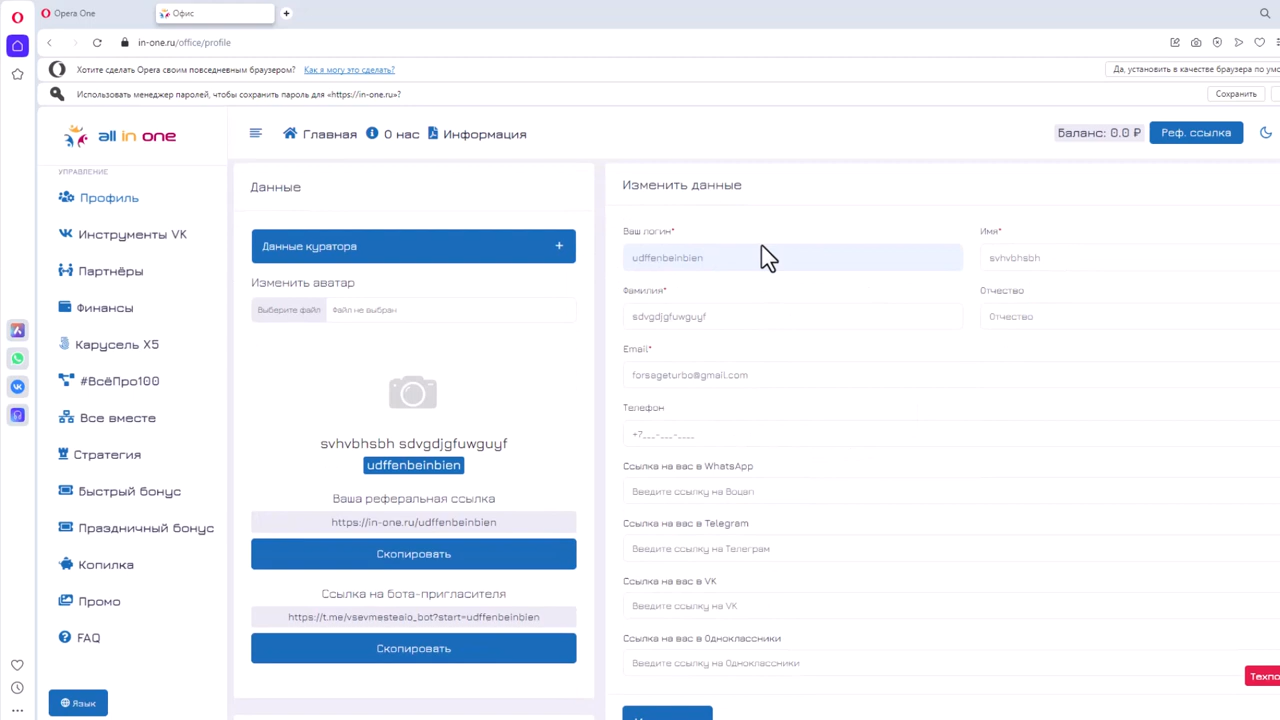 Opera One
Офис
in-one.ru/office/profile
Хотите сделать Opera своим повседневным браузером? Как я могу это сделать?
Да, установить в качестве браузера по
Использовать менеджер паролей, чтобы сохранить пароль для «https://in-one.ru»?
Сохранить
all in one
Главная
О нас
Информация
Баланс: 0.0 ₽
Реф. ссылка
УПРАВЛЕНИЕ
Профиль
Инструменты VK
Партнёры
Финансы
Карусель X5
#ВсёПро100
Все вместе
Стратегия
Быстрый бонус
Праздничный бонус
Копилка
Промо
FAQ
Язык
Данные
Данные куратора +
Изменить аватар
Выберите файл Файл не выбран
svhvbhsbh sdvgdjgfuwguyf
udffenbeinbien
Ваша реферальная ссылка
https://in-one.ru/udffenbeinbien
Скопировать
Ссылка на бота-пригласителя
https://t.me/vsevmesteaio_bot?start=udffenbeinbien
Скопировать
Изменить данные
Ваш логин*
udffenbeinbien
Имя*
svhvbhsbh
Фамилия*
sdvgdjgfuwguyf
Отчество
Отчество
Email*
forsageturbo@gmail.com
Телефон
+7___-___-____
Ссылка на вас в WhatsApp
Введите ссылку на Воцап
Ссылка на вас в Telegram
Введите ссылку на Телеграм
Ссылка на вас в VK
Введите ссылку на VK
Ссылка на вас в Одноклассники
Введите ссылку на Одноклассники